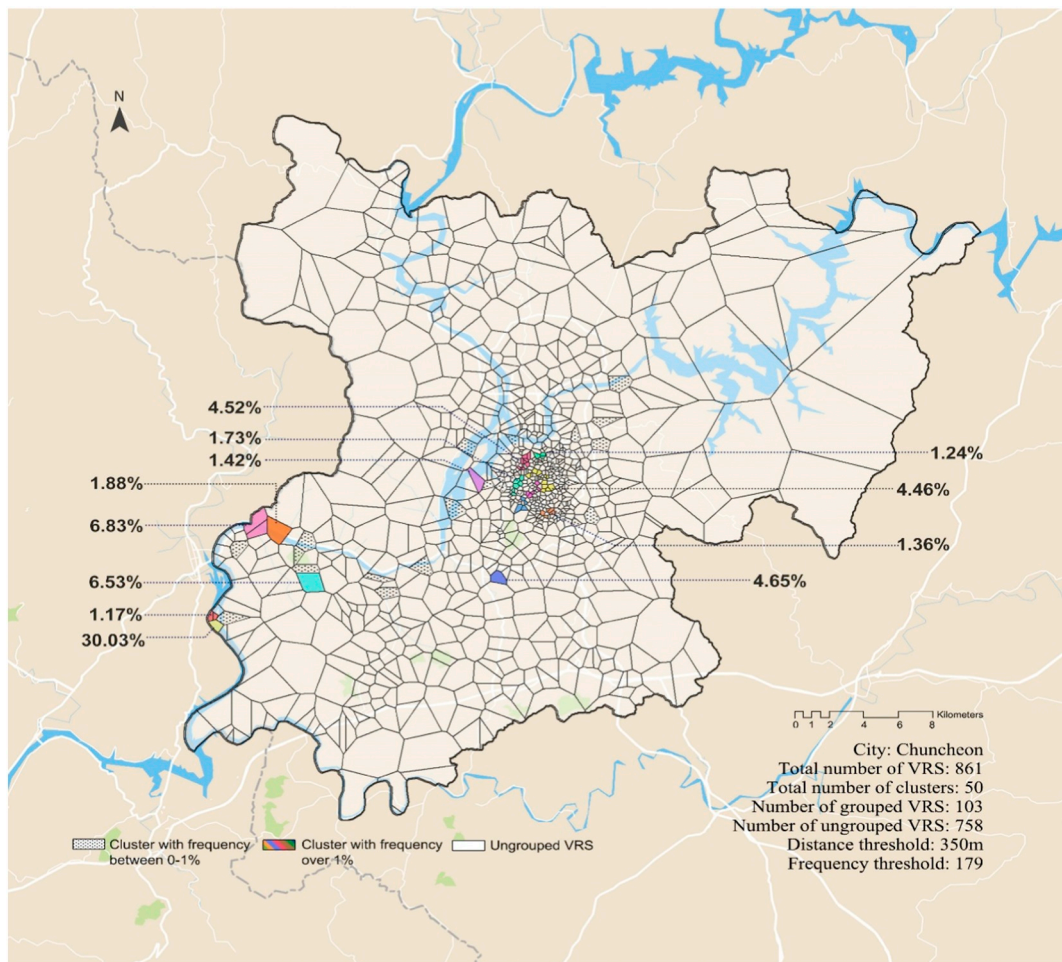 N
4.52%
1.73%
1.42%
1.88%
6.83%
6.53%
1.17%
30.03%
1.24%
4.46%
1.36%
4.65%
0 1 2 4 6 8 Kilometers
City: Chuncheon
Total number of VRS: 861
Total number of clusters: 50
Number of grouped VRS: 103
Number of ungrouped VRS: 758
Distance threshold: 350m
Frequency threshold: 179
Cluster with frequency
between 0-1%
Cluster with frequency
over 1%
Ungrouped VRS